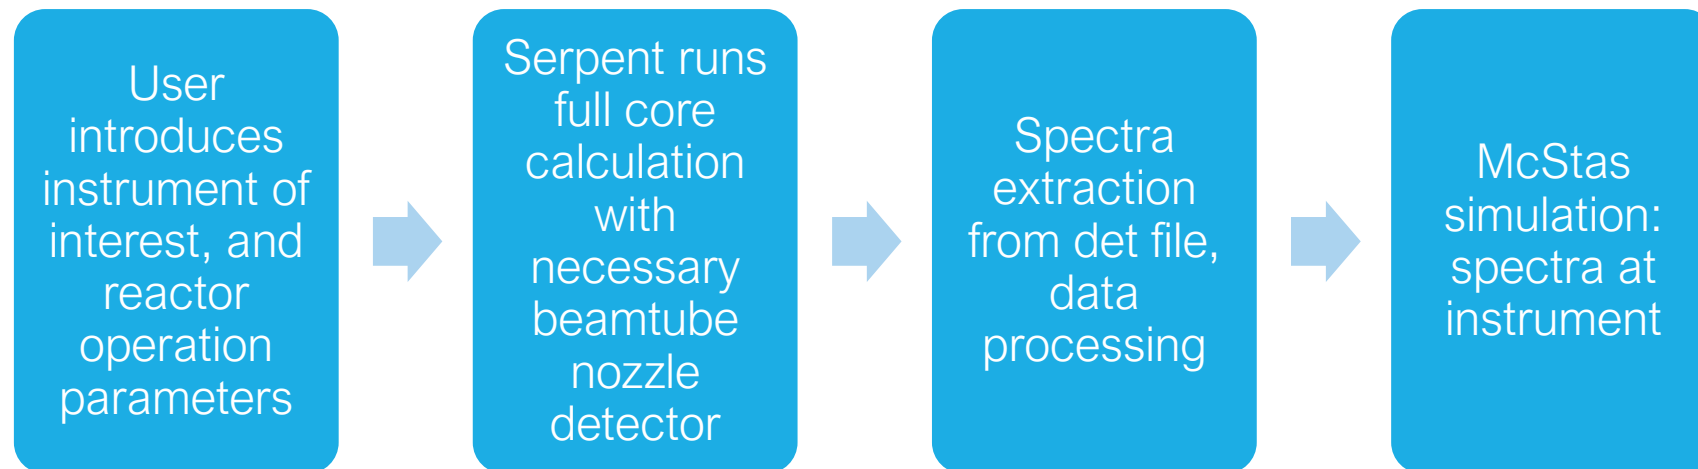 User
introduces
instrument of
interest, and
reactor
operation
parameters
Serpent runs
full core
calculation
with
necessary
beamtube
nozzle
detector
Spectra
extraction
from det file,
data
processing
McStas
simulation:
spectra at
instrument